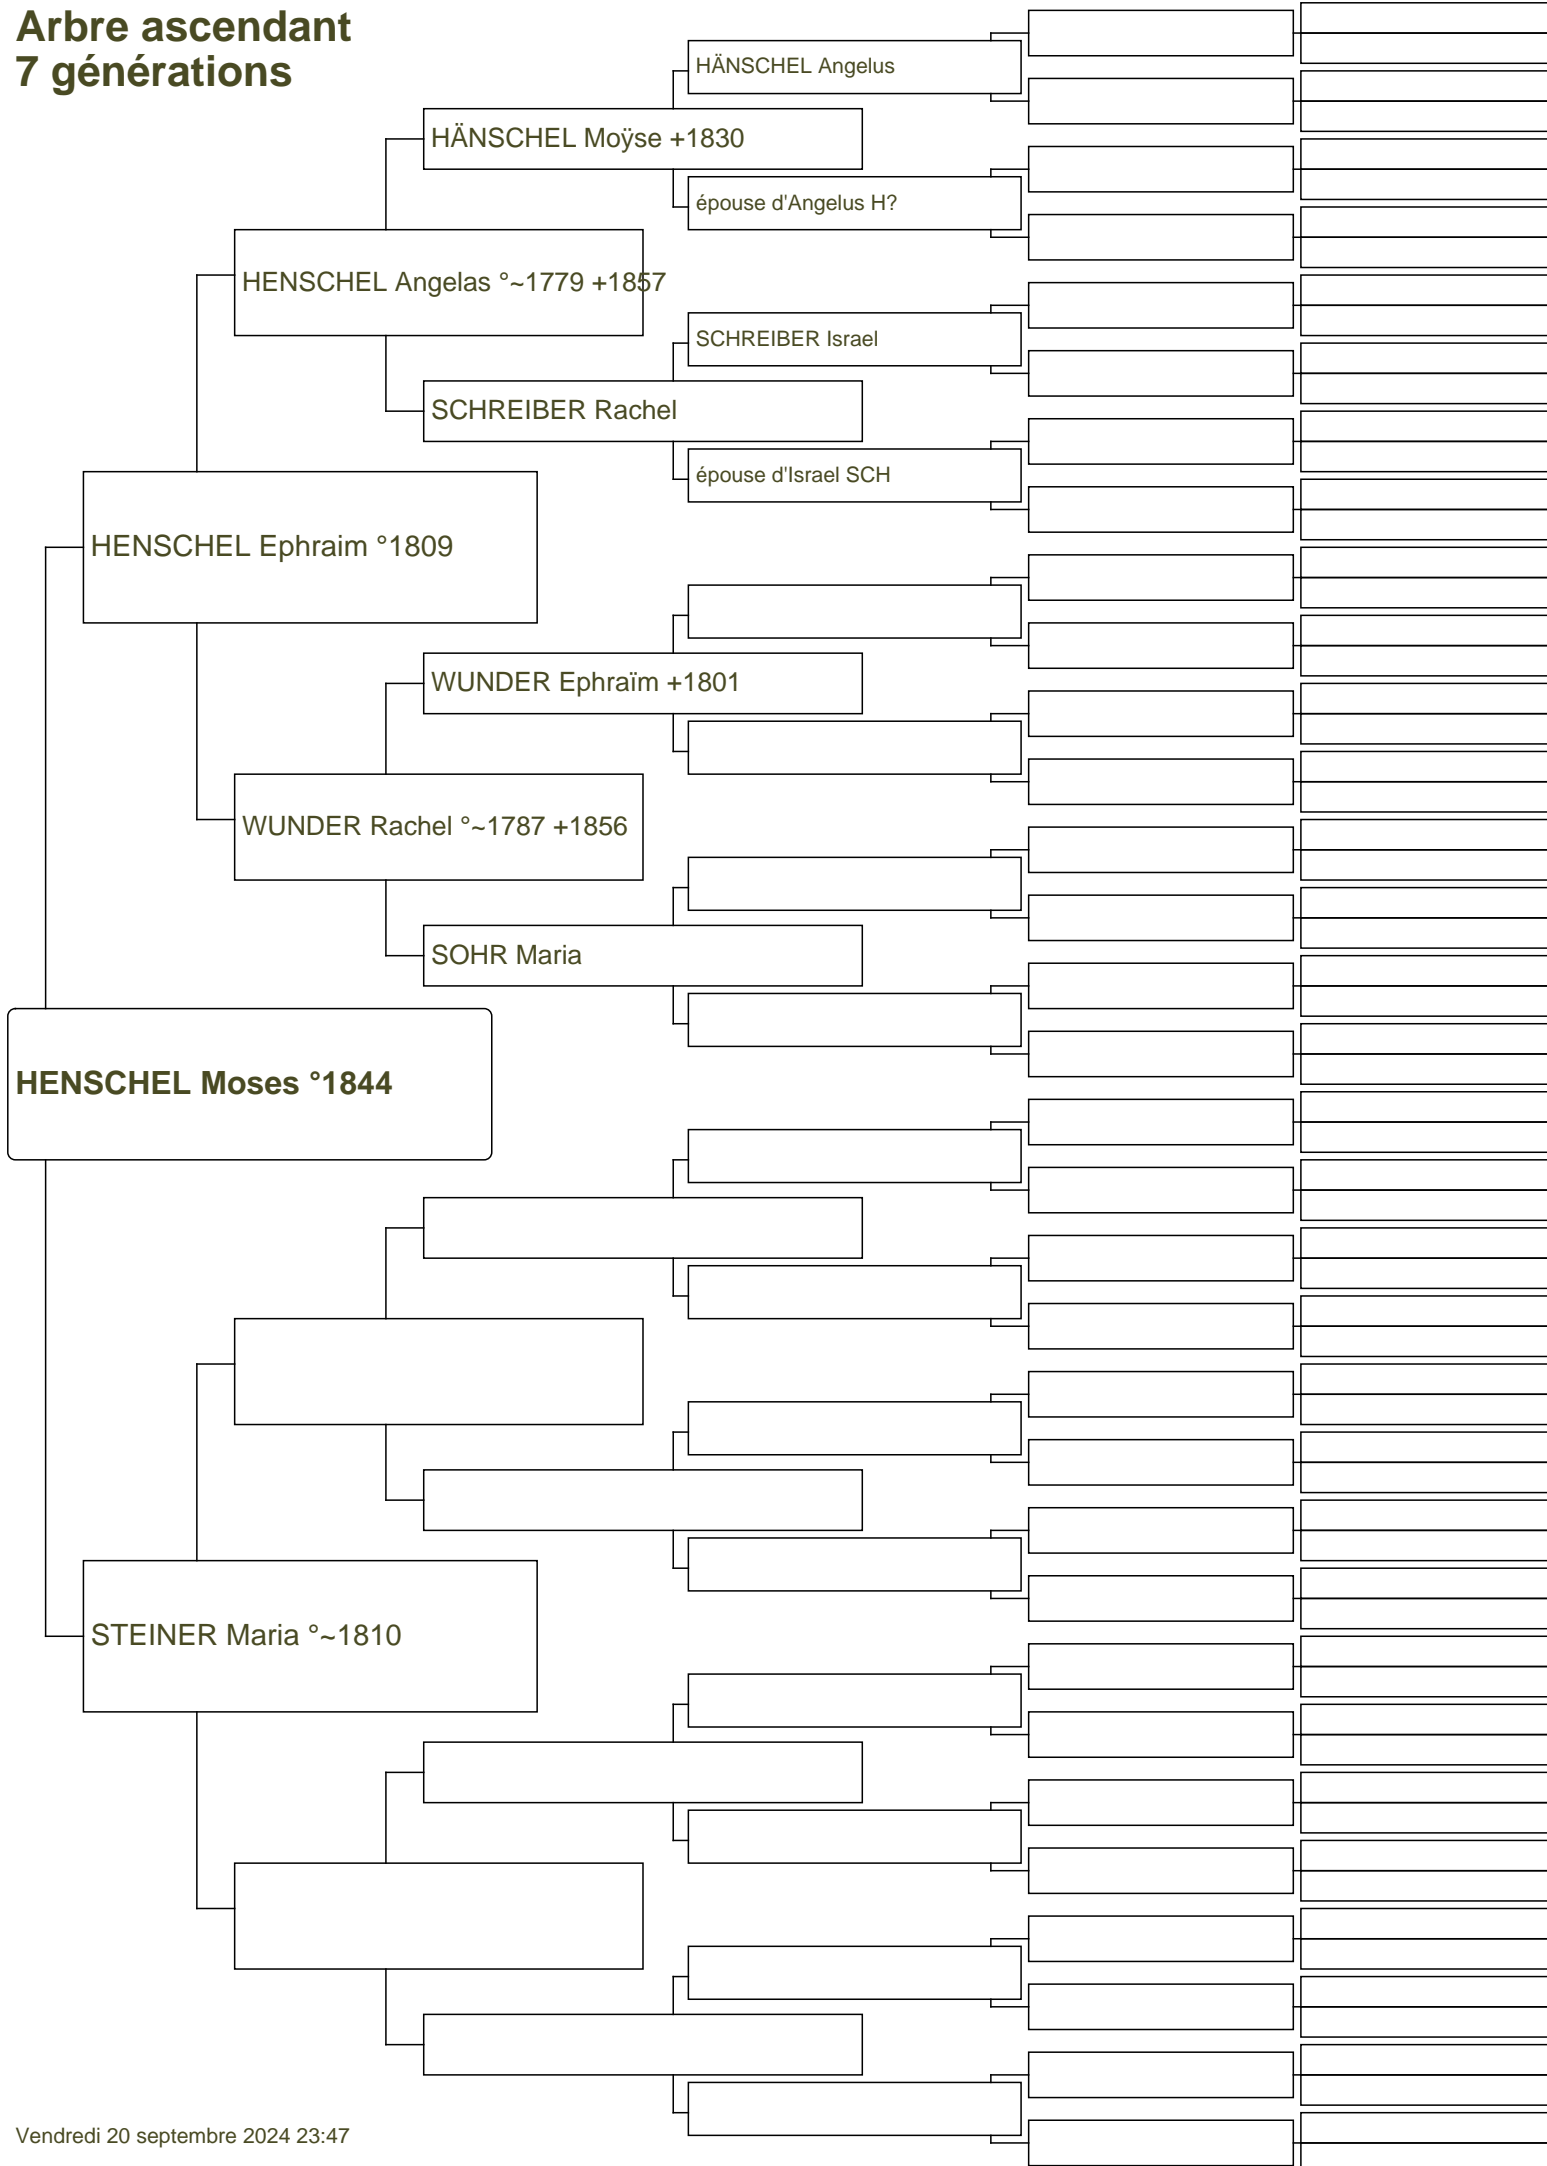 Arbre ascendant
7 générations
HÄNSCHEL Angelus
HÄNSCHEL Moÿse +1830
épouse d'Angelus H?
HENSCHEL Angelas °~1779 +1857
SCHREIBER Israel
SCHREIBER Rachel
épouse d'Israel SCH
HENSCHEL Ephraim °1809
WUNDER Ephraïm +1801
WUNDER Rachel °~1787 +1856
SOHR Maria
HENSCHEL Moses °1844
STEINER Maria °~1810
Vendredi 20 septembre 2024 23:47